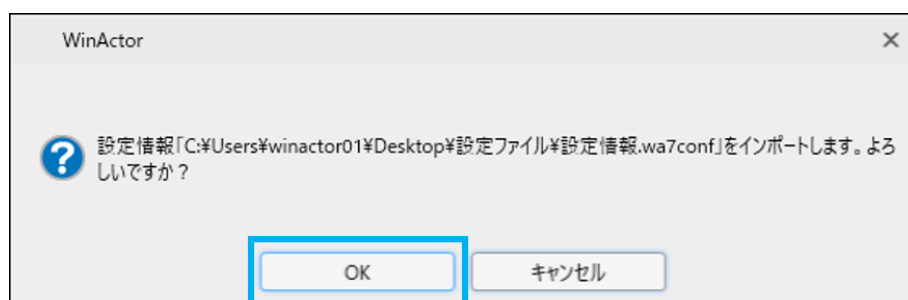 WinActor
設定情報「C:¥Users¥winactor01¥Desktop¥設定ファイル¥設定情報.wa7conf」をインポートします。よろ
しいですか？
OK
キャンセル